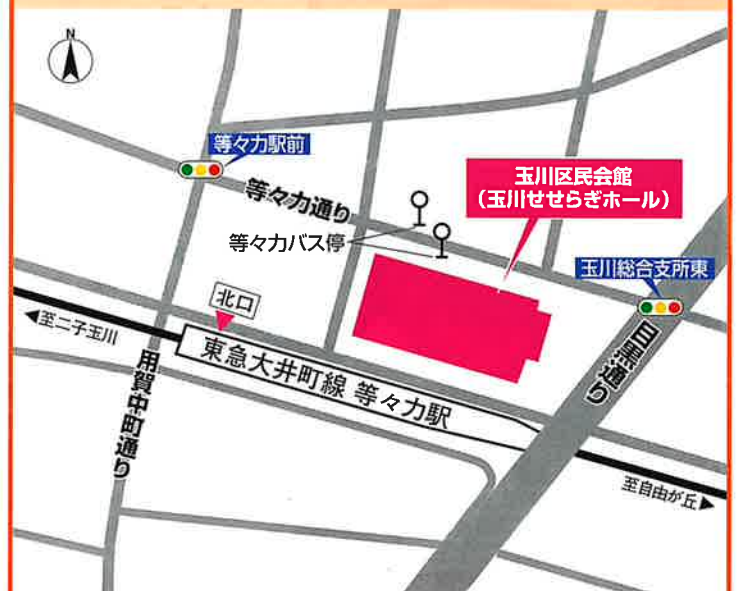 N
等々力駅前
等々力通り
玉川区民会館
（玉川せせらぎホール）
等々力バス停
玉川総合支所東
北口
◀至二子玉川
東急大井町線 等々力駅
目黒通り
用賀中町通り
至自由が丘▶